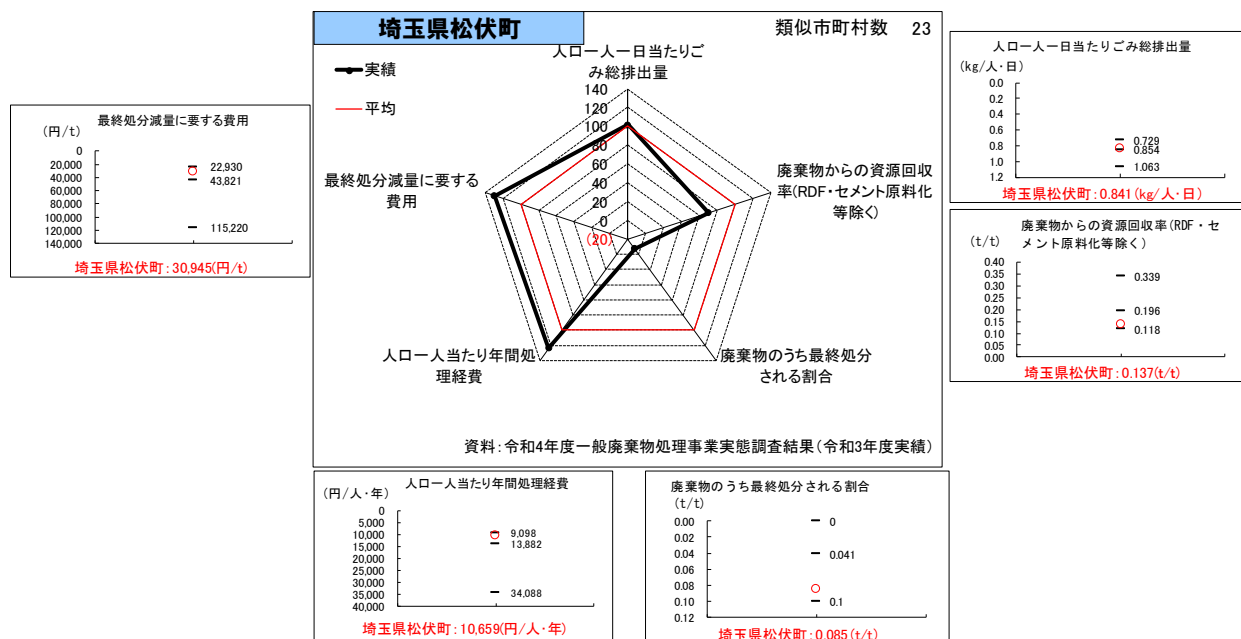 埼玉県松伏町
類似市町村数 23
実績
平均
人口一人一日当たりご
み総排出量
廃棄物からの資源回収
率(RDF・セメント原料化
等除く)
廃棄物のうち最終処分
される割合
人口一人当たり年間処
理経費
最終処分減量に要する
費用
140
120
100
80
60
40
20
0
(20)
資料:令和4年度一般廃棄物処理事業実態調査結果(令和3年度実績)
最終処分減量に要する費用
(円/t)
0
20,000
40,000
60,000
80,000
100,000
120,000
140,000
22,930
43,821
115,220
埼玉県松伏町:30,945(円/t)
人口一人一日当たりごみ総排出量
(kg/人・日)
0.0
0.2
0.4
0.6
0.8
1.0
1.2
0.729
0.854
1.063
埼玉県松伏町:0.841(kg/人・日)
廃棄物からの資源回収率(RDF・セ
メント原料化等除く)
(t/t)
0.40
0.35
0.30
0.25
0.20
0.15
0.10
0.05
0.00
0.339
0.196
0.118
埼玉県松伏町:0.137(t/t)
人口一人当たり年間処理経費
(円/人・年)
0
5,000
10,000
15,000
20,000
25,000
30,000
35,000
40,000
9,098
13,882
34,088
埼玉県松伏町:10,659(円/人・年)
廃棄物のうち最終処分される割合
(t/t)
0.00
0.02
0.04
0.06
0.08
0.10
0.12
0
0.041
0.1
埼玉県松伏町:0.085(t/t)